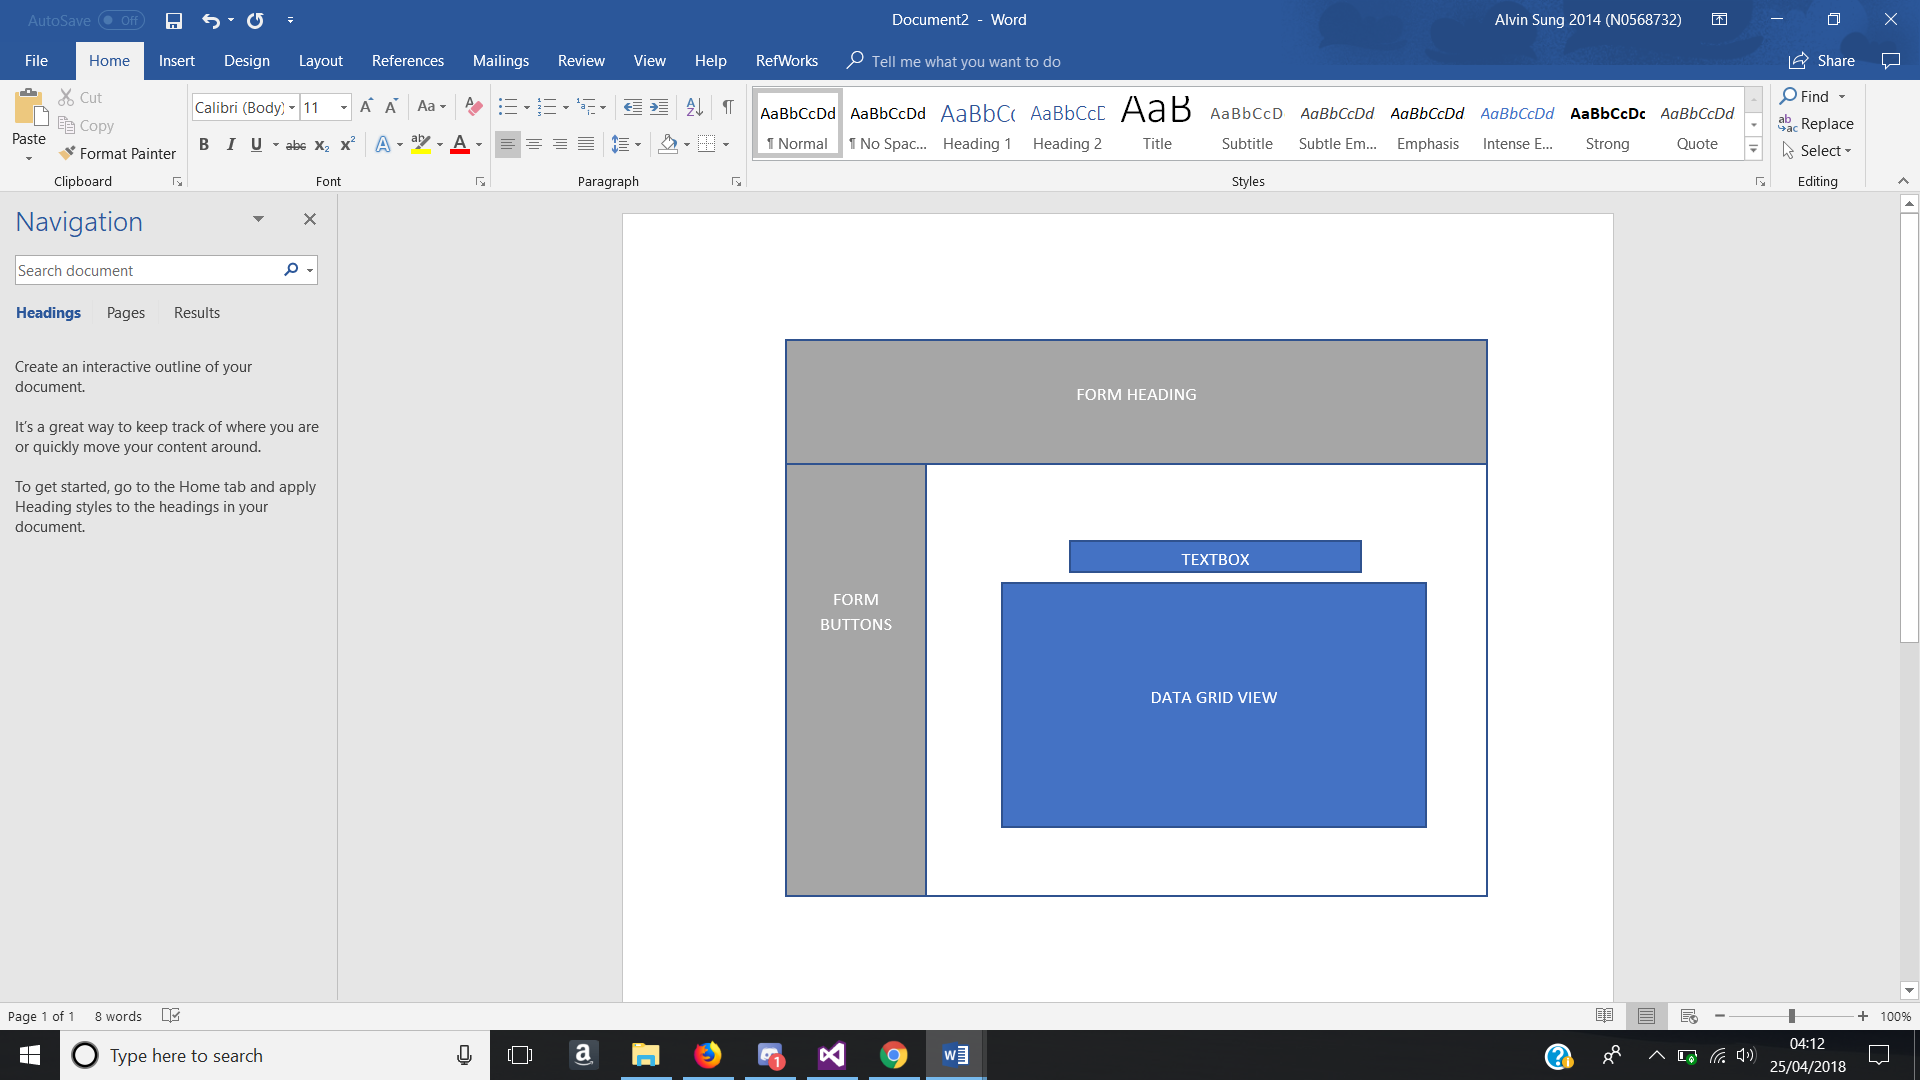 AutoSave Off
Document2 - Word
Alvin Sung 2014 (N0568732)
File Home Insert Design Layout References Mailings Review View Help RefWorks Tell me what you want to do
Share
Paste
Cut
Copy
Format Painter
Clipboard
Calibri (Body) 11
Font
Paragraph
AaBbCcDd AaBbCcDd AaBbCc AaBbCcD AaB AaBbCcD AaBbCcDd AaBbCcDd AaBbCcDd AaBbCcDc AaBbCcDd
¶ Normal ¶ No Spac... Heading 1 Heading 2 Title Subtitle Subtle Em... Emphasis Intense E... Strong Quote
Styles
Find
Replace
Select
Editing
Navigation
Search document
Headings Pages Results
Create an interactive outline of your
document.
It's a great way to keep track of where you are
or quickly move your content around.
To get started, go to the Home tab and apply
Heading styles to the headings in your
document.
FORM HEADING
FORM
BUTTONS
TEXTBOX
DATA GRID VIEW
Page 1 of 1 8 words
100%
Type here to search
04:12
25/04/2018